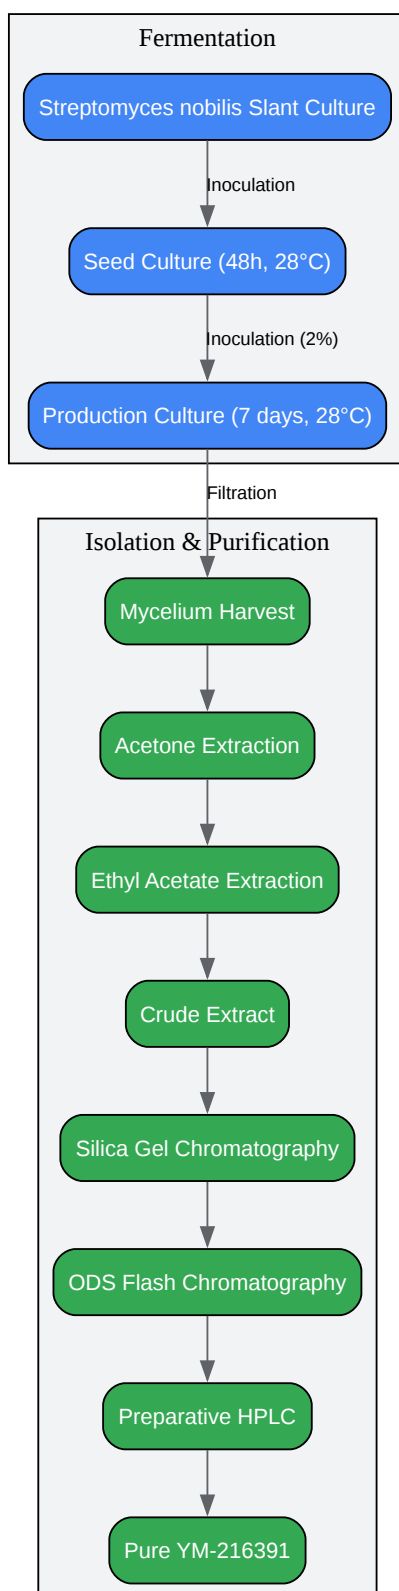 Fermentation
Streptomyces nobilis Slant Culture
Inoculation
Seed Culture (48h, 28°C)
Inoculation (2%)
Production Culture (7 days, 28°C)
Filtration
Isolation & Purification
Mycelium Harvest
Acetone Extraction
Ethyl Acetate Extraction
Crude Extract
Silica Gel Chromatography
ODS Flash Chromatography
Preparative HPLC
Pure YM-216391